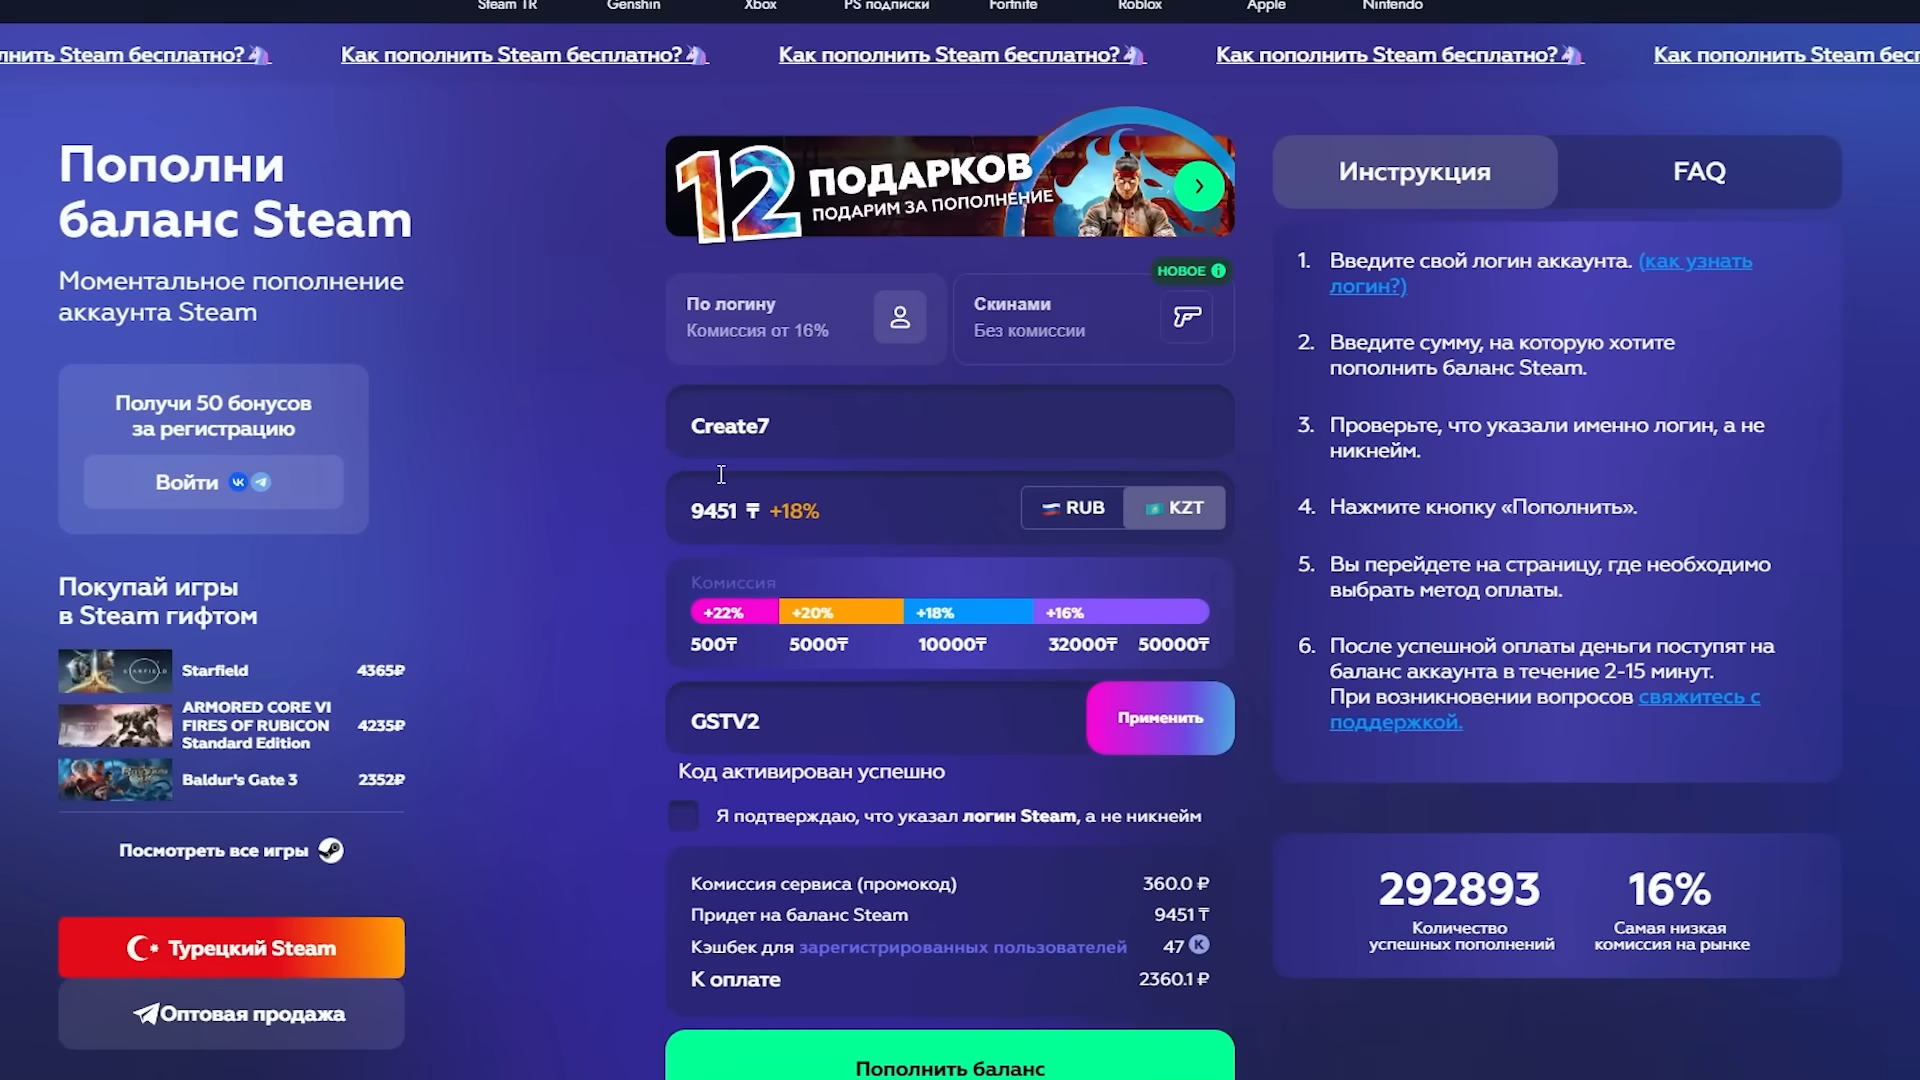 Steam TR
Genshin
Xbox
PS подписки
Fortnite
Roblox
Apple
Nintendo
лнить Steam бесплатно?
Как пополнить Steam бесплатно?
Как пополнить Steam бесплатно?
Как пополнить Steam бесплатно?
Как пополнить Steam бесп
Пополни
баланс Steam
Моментальное пополнение
аккаунта Steam
Получи 50 бонусов
за регистрацию
Войти
Покупай игры
в Steam гифтом
Starfield 4365₽
ARMORED CORE VI
FIRES OF RUBICON
Standard Edition
4235₽
Baldur's Gate 3 2352₽
Посмотреть все игры
Турецкий Steam
Оптовая продажа
12 ПОДАРКОВ
ПОДАРИМ ЗА ПОПОЛНЕНИЕ
НОВОЕ
По логину
Комиссия от 16%
Скинами
Без комиссии
Create7
9451 ₸ +18%
RUB
KZT
Комиссия
+22% +20% +18% +16%
500₸ 5000₸ 10000₸ 32000₸ 50000₸
GSTV2
Применить
Код активирован успешно
Я подтверждаю, что указал логин Steam, а не никнейм
Комиссия сервиса (промокод) 360.0 ₽
Придет на баланс Steam 9451 ₸
Кэшбек для зарегистрированных пользователей 47 K
К оплате 2360.1 ₽
Пополнить баланс
Инструкция
FAQ
1. Введите свой логин аккаунта. (как узнать
логин?)
2. Введите сумму, на которую хотите
пополнить баланс Steam.
3. Проверьте, что указали именно логин, а не
никнейм.
4. Нажмите кнопку «Пополнить».
5. Вы перейдете на страницу, где необходимо
выбрать метод оплаты.
6. После успешной оплаты деньги поступят на
баланс аккаунта в течение 2-15 минут.
При возникновении вопросов свяжитесь с
поддержкой.
292893
Количество
успешных пополнений
16%
Самая низкая
комиссия на рынке